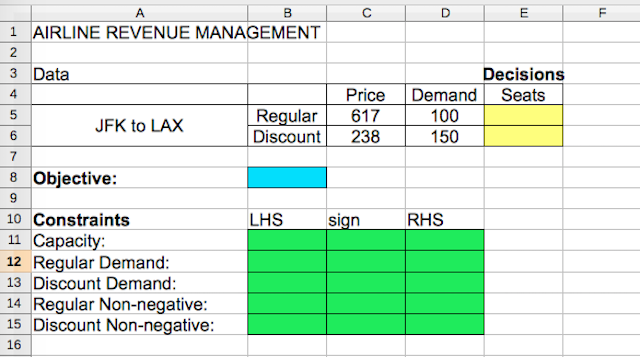 A B C D E F
1 AIRLINE REVENUE MANAGEMENT
2
3 Data Decisions
4 Price Demand Seats
JFK to LAX
5 Regular 617 100
6 Discount 238 150
7
8 Objective:
9
10 Constraints LHS sign RHS
11 Capacity:
12 Regular Demand:
13 Discount Demand:
14 Regular Non-negative:
15 Discount Non-negative:
16